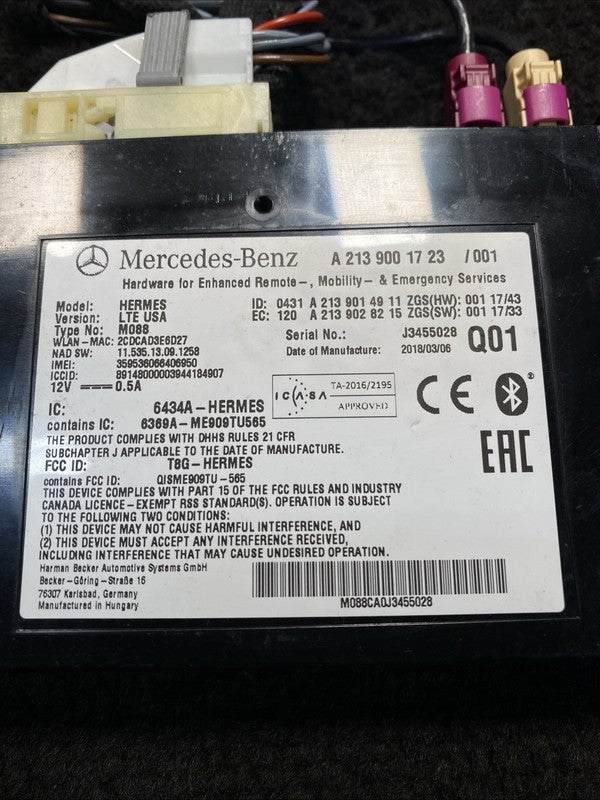 Mercedes-Benz A 213 900 17 23 /001
Hardware for Enhanced Remote-, Mobility- & Emergency Services
Model: HERMES ID: 0431 A 213 901 49 11 ZGS(HW): 001 17/43
Version: LTE USA EC: 120 A 213 902 82 15 ZGS(SW): 001 17/33
Type No: M088
WLAN-MAC: 2CDCAD3E6D27 Serial No.: J3455028 Q01
NAD SW: 11.535.13.09.1258 Date of Manufacture: 2018/03/06
IMEI: 359536066406950
ICCID: 89148000003944184907
12V 0.5A
ICASA TA-2016/2195
APPROVED
CE
EAC
IC: 6434A-HERMES
contains IC: 6369A-ME909TU565
THE PRODUCT COMPLIES WITH DHHS RULES 21 CFR
SUBCHAPTER J APPLICABLE TO THE DATE OF MANUFACTURE.
FCC ID: T8G-HERMES
contains FCC ID: QISME909TU-565
THIS DEVICE COMPLIES WITH PART 15 OF THE FCC RULES AND INDUSTRY
CANADA LICENCE-EXEMPT RSS STANDARD(S). OPERATION IS SUBJECT
TO THE FOLLOWING TWO CONDITIONS:
(1) THIS DEVICE MAY NOT CAUSE HARMFUL INTERFERENCE, AND
(2) THIS DEVICE MUST ACCEPT ANY INTERFERENCE RECEIVED,
INCLUDING INTERFERENCE THAT MAY CAUSE UNDESIRED OPERATION.
Harman Becker Automotive Systems GmbH
Becker-Göring-Straße 16
76307 Karlsbad, Germany
Manufactured in Hungary
M088CA0J3455028